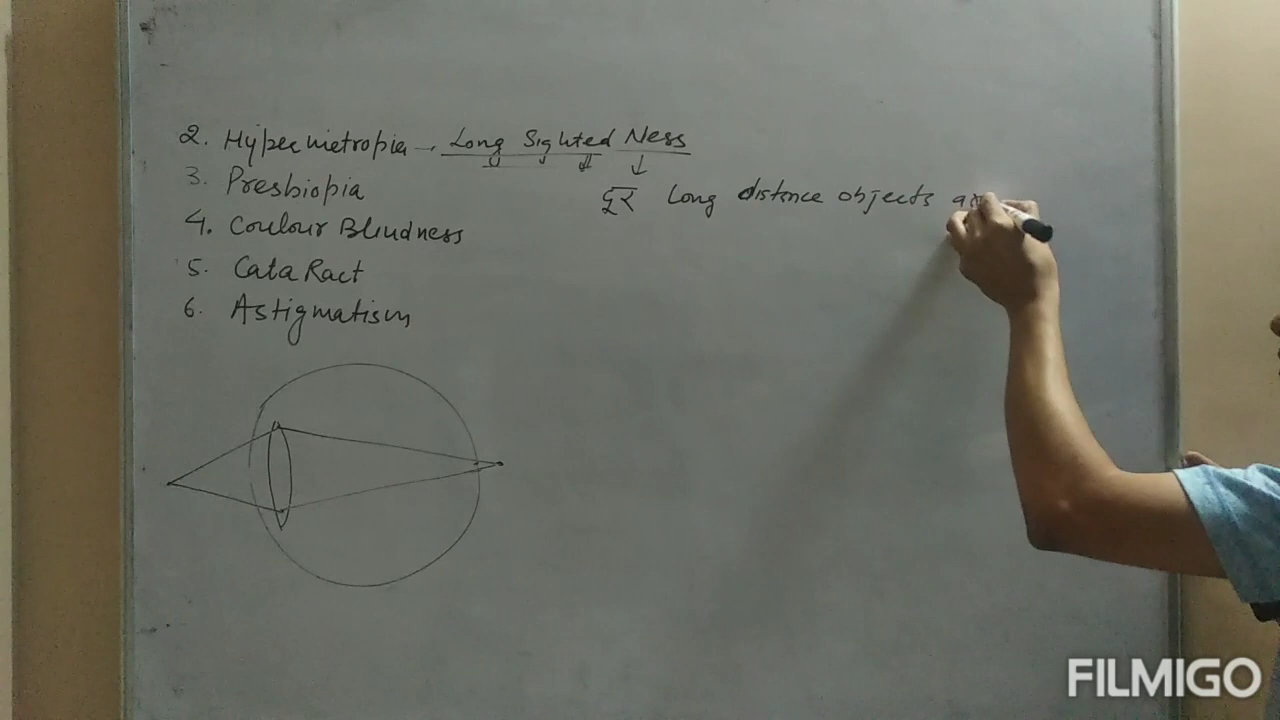 2. Hypermetropia → Long Sighted Ness
3. Presbiopia
दूर Long distance objects
4. Coulour Blindness
5. Cata Ract
6. Astigmatism
FILMIGO